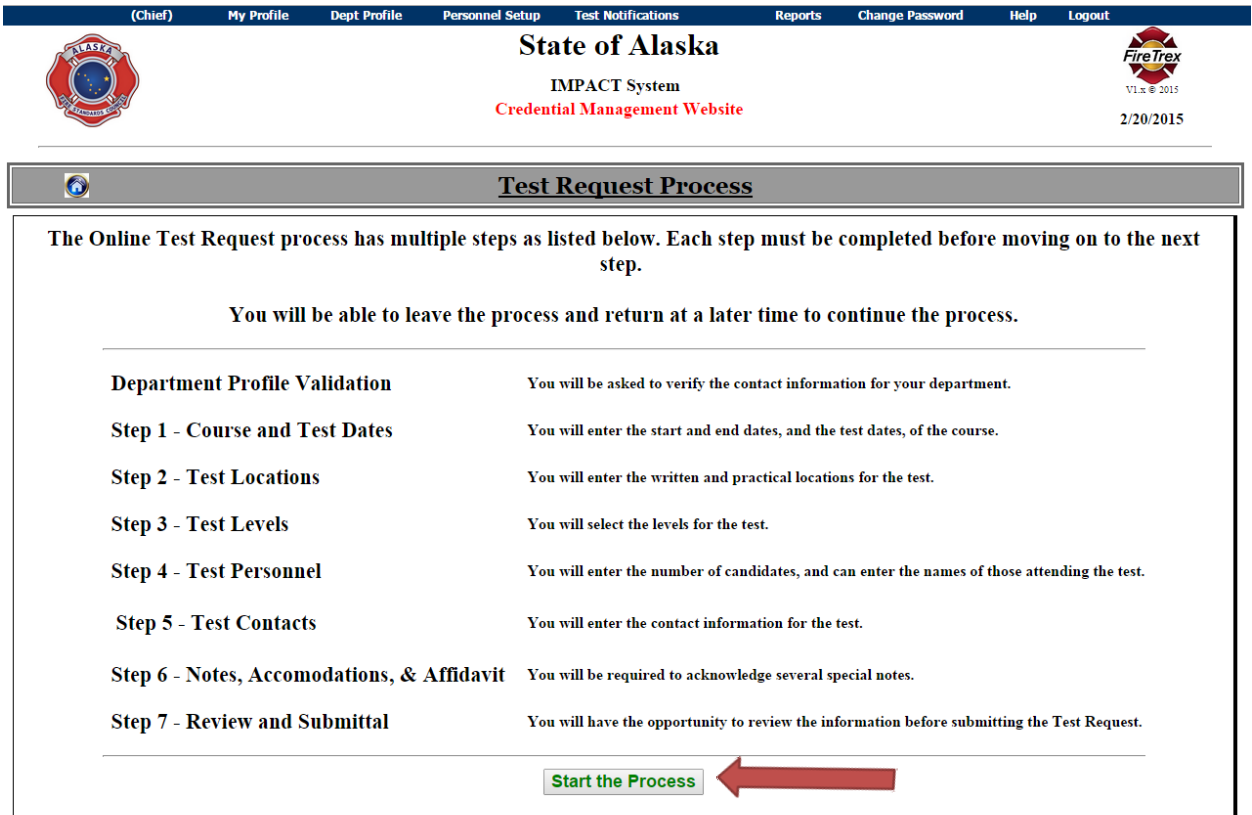 (Chief) My Profile Dept Profile Personnel Setup Test Notifications Reports Change Password Help Logout
ALASKA
FIRE STANDARDS COUNCIL
State of Alaska
IMPACT System
Credential Management Website
FireTrex
V1.x © 2015
2/20/2015
Test Request Process
The Online Test Request process has multiple steps as listed below. Each step must be completed before moving on to the next
step.
You will be able to leave the process and return at a later time to continue the process.
Department Profile Validation You will be asked to verify the contact information for your department.
Step 1 - Course and Test Dates You will enter the start and end dates, and the test dates, of the course.
Step 2 - Test Locations You will enter the written and practical locations for the test.
Step 3 - Test Levels You will select the levels for the test.
Step 4 - Test Personnel You will enter the number of candidates, and can enter the names of those attending the test.
Step 5 - Test Contacts You will enter the contact information for the test.
Step 6 - Notes, Accomodations, & Affidavit You will be required to acknowledge several special notes.
Step 7 - Review and Submittal You will have the opportunity to review the information before submitting the Test Request.
Start the Process